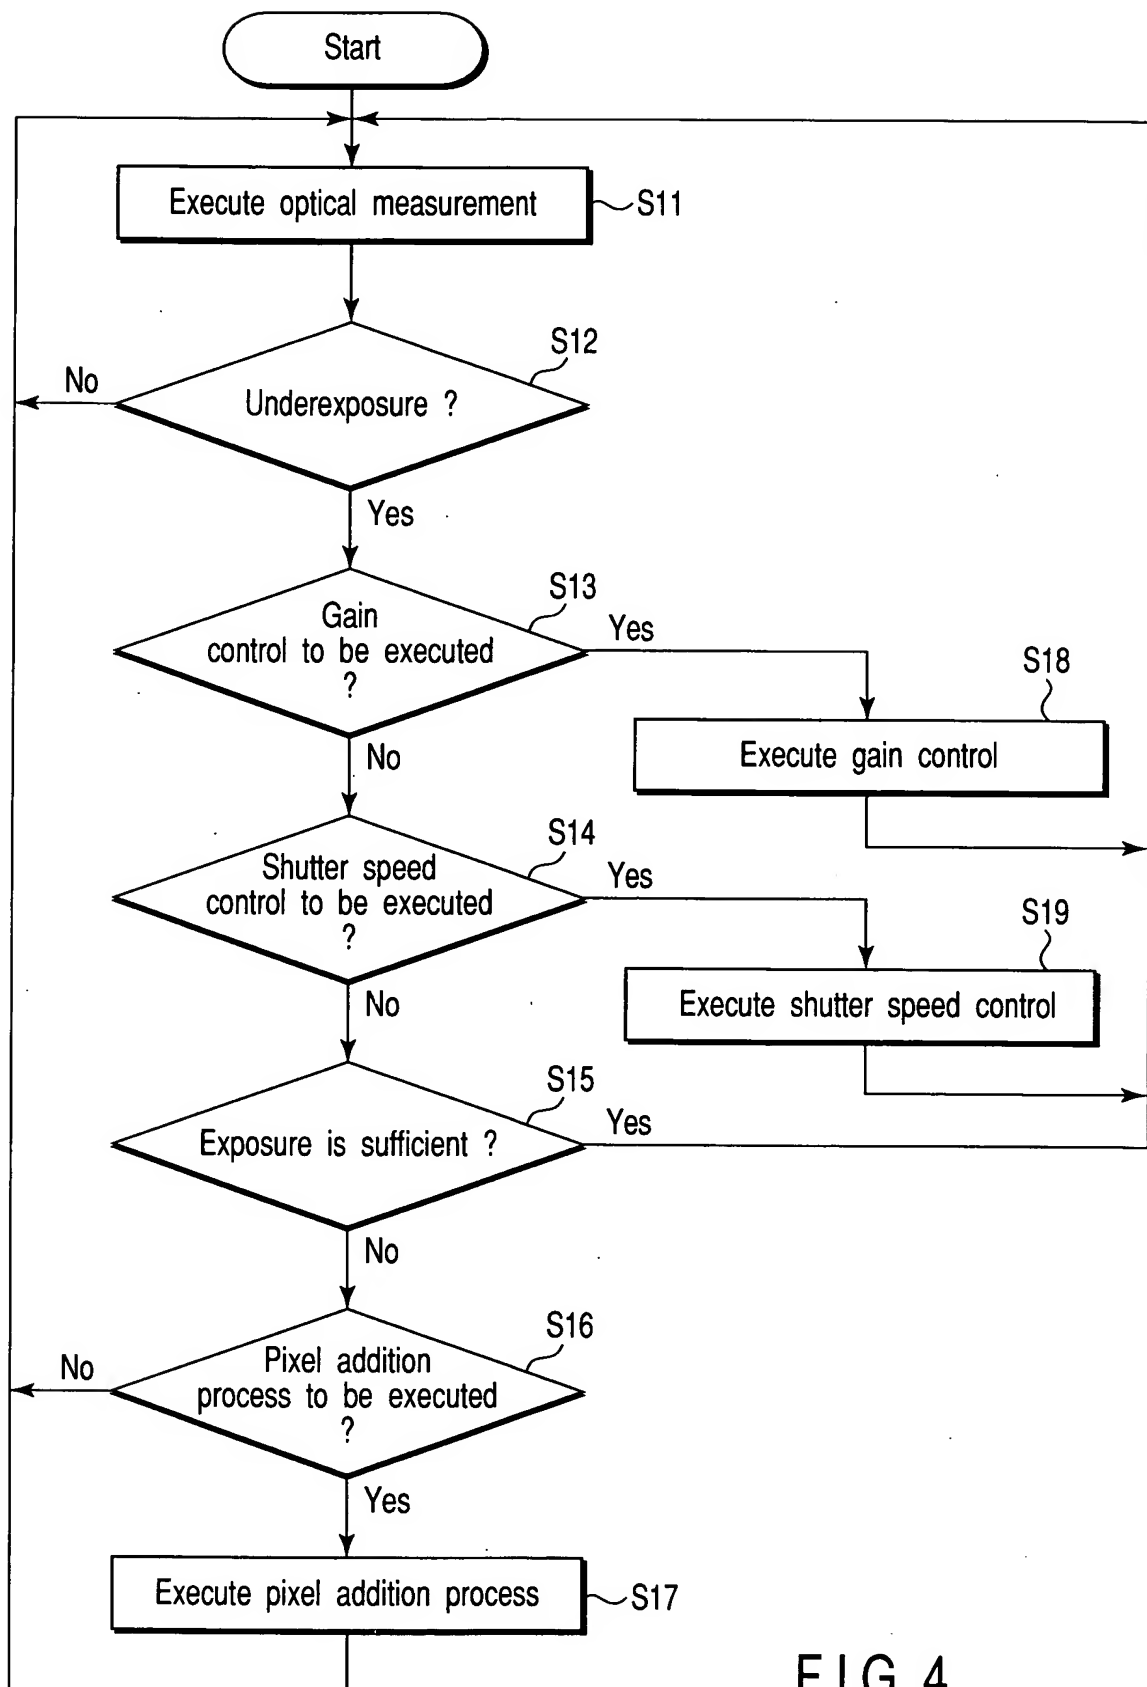 Start
Execute optical measurement
S11
S12
No
Underexposure ?
Yes
S13
Gain
control to be executed
?
Yes
S18
Execute gain control
No
S14
Shutter speed
control to be executed
?
Yes
S19
Execute shutter speed control
No
S15
Exposure is sufficient ?
Yes
No
S16
No
Pixel addition
process to be executed
?
Yes
Execute pixel addition process
S17
FIG. 4